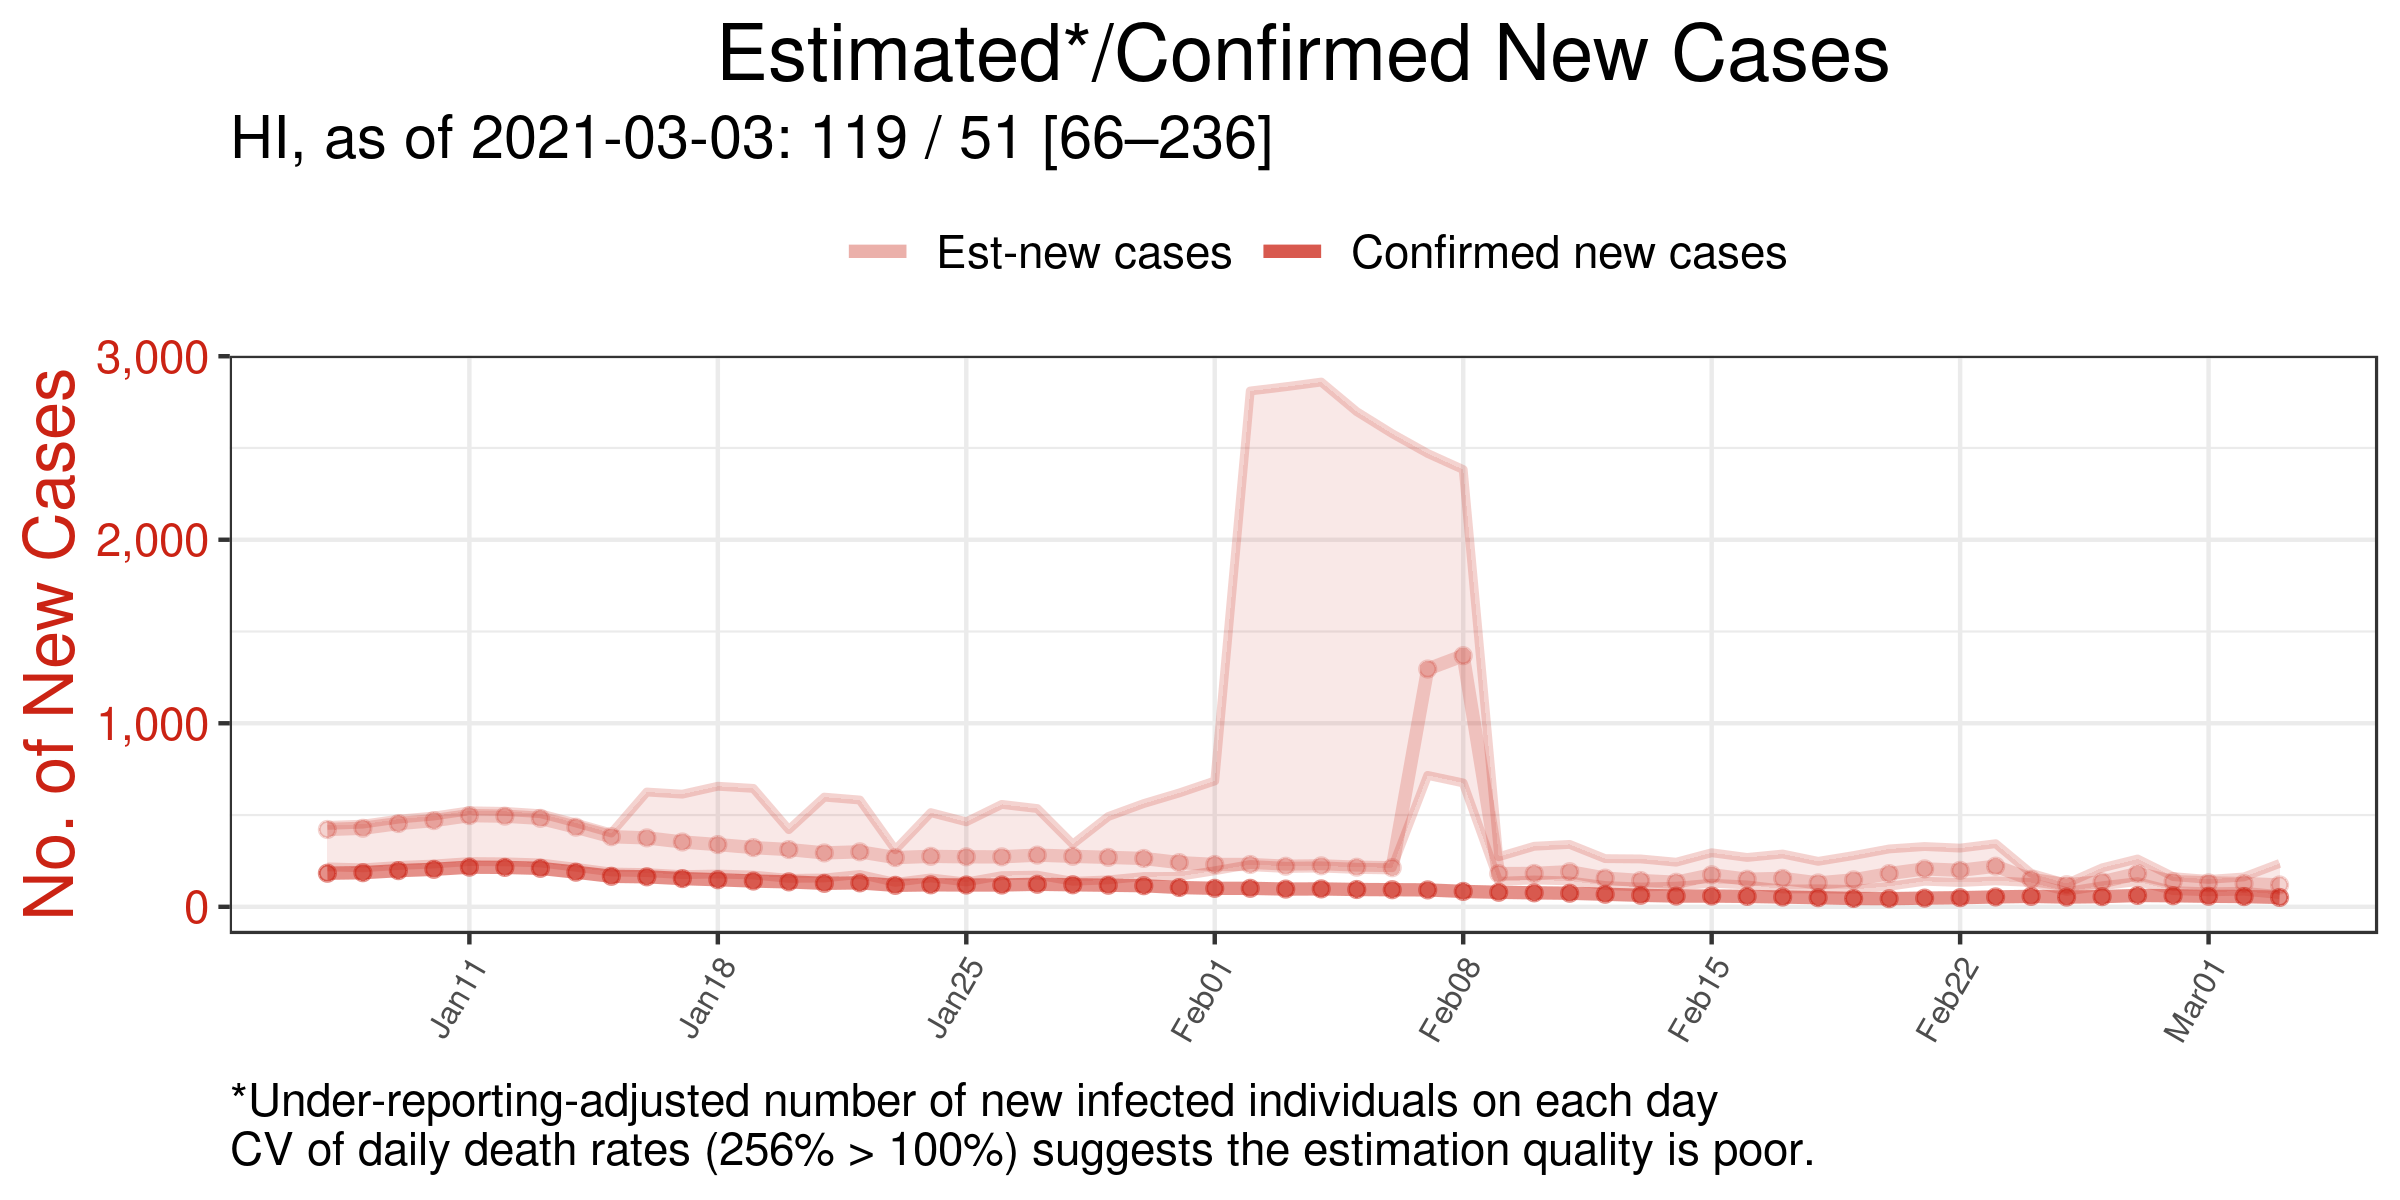 Estimated*/Confirmed New Cases
HI, as of 2021-03-03: 119 / 51 [66–236]
Est-new cases Confirmed new cases
No. of New Cases
3,000
2,000
1,000
0
Jan11 Jan18 Jan25 Feb01 Feb08 Feb15 Feb22 Mar01
*Under-reporting-adjusted number of new infected individuals on each day
CV of daily death rates (256% > 100%) suggests the estimation quality is poor.